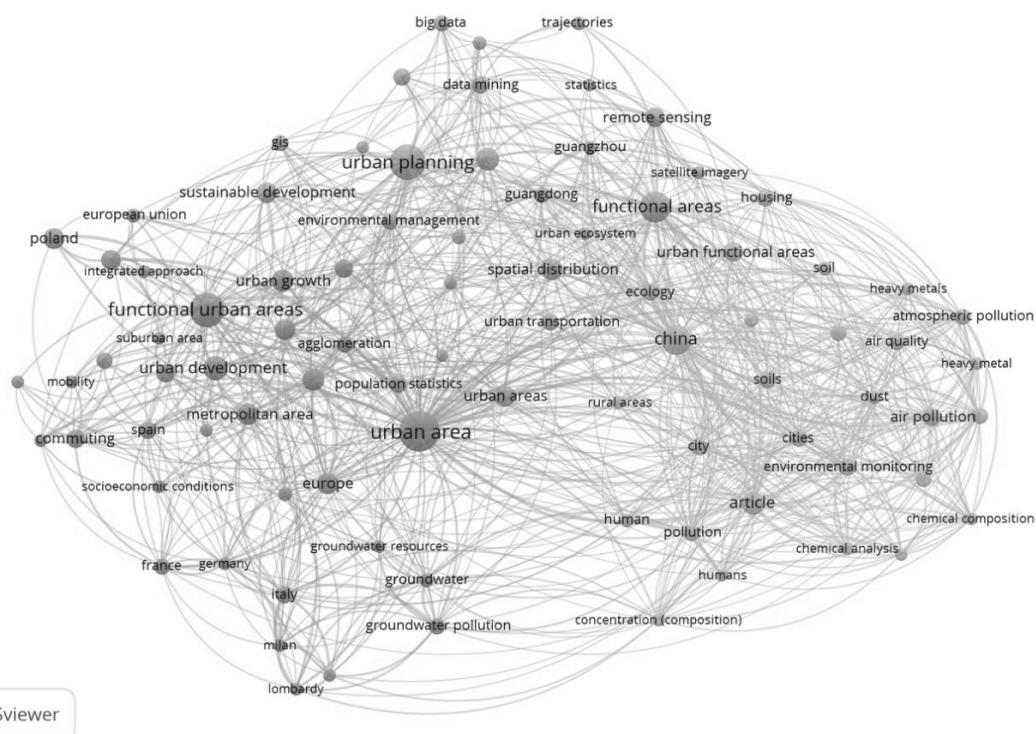 big data
trajectories
data mining
statistics
remote sensing
gis
guangzhou
urban planning
satellite imagery
sustainable development
guangdong
housing
functional areas
european union
environmental management
urban ecosystem
poland
urban functional areas
integrated approach
spatial distribution
soil
urban growth
ecology
heavy metals
functional urban areas
atmospheric pollution
urban transportation
suburban area
agglomeration
china
air quality
heavy metal
urban development
mobility
population statistics
soils
urban areas
rural areas
dust
metropolitan area
air pollution
spain
urban area
commuting
city
cities
environmental monitoring
socioeconomic conditions
europe
article
human
chemical composition
pollution
groundwater resources
chemical analysis
france
germany
groundwater
humans
italy
groundwater pollution
concentration (composition)
milan
lombardy